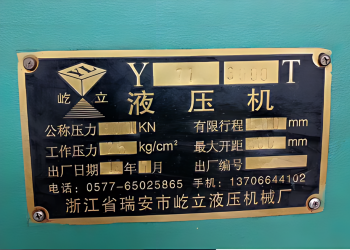 YL Y 71 T
屹立 液压机
公称压力 KN 有限行程 mm
工作压力 kg/cm² 最大开距 mm
出厂日期 年 月 出厂编号
电话：0577-65025865 手机：13706644102
浙江省瑞安市屹立液压机械厂